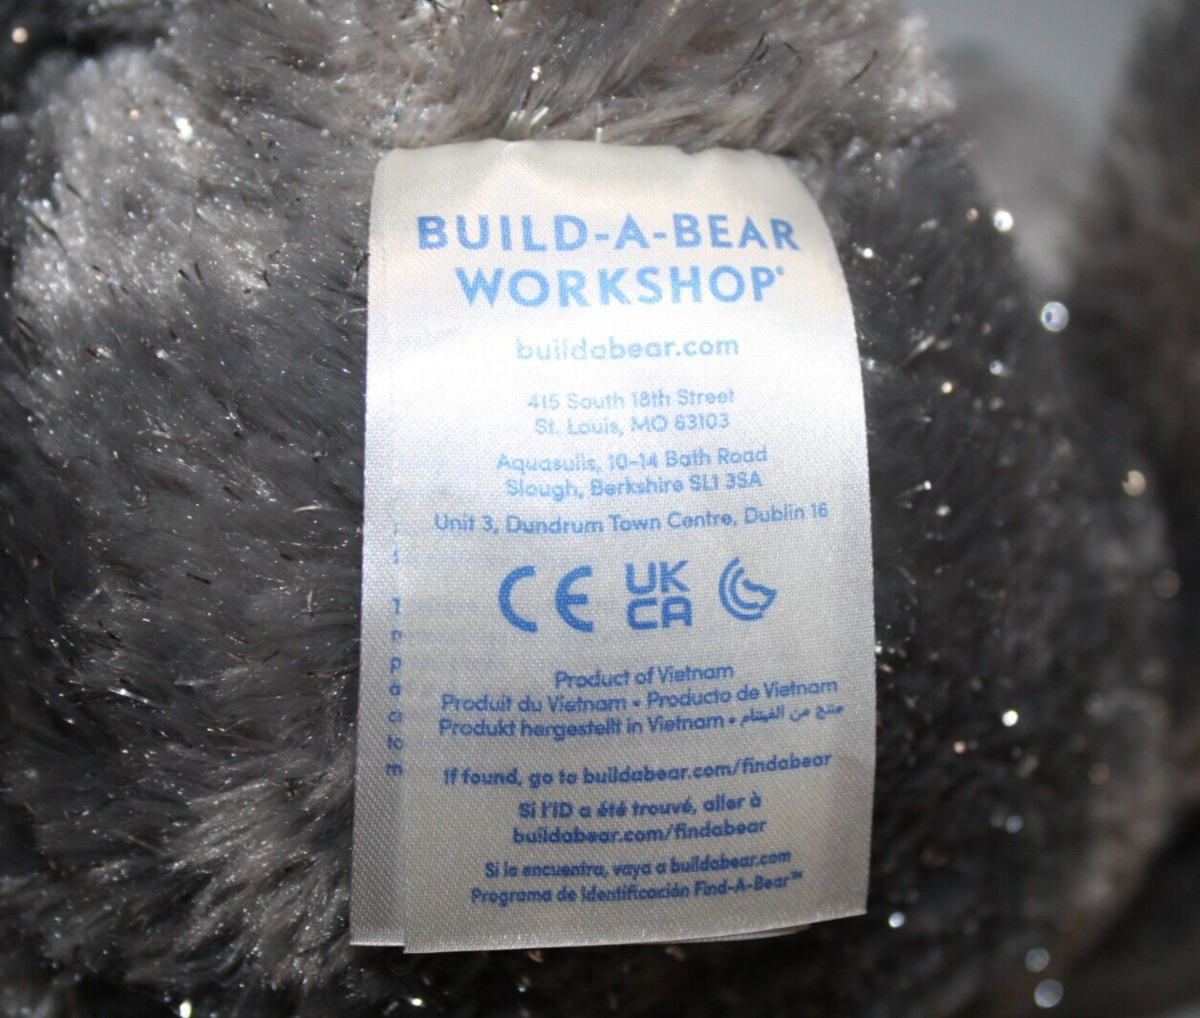 BUILD-A-BEAR
WORKSHOP®
buildabear.com
415 South 18th Street
St. Louis, MO 63103
Aquasulis, 10-14 Bath Road
Slough, Berkshire SL1 3SA
Unit 3, Dundrum Town Centre, Dublin 16
CE UK
CA
Product of Vietnam
Produit du Vietnam • Producto de Vietnam
Produkt hergestellt in Vietnam • منتج من الفيتنام
If found, go to buildabear.com/findabear
Si l'ID a été trouvé, aller à
buildabear.com/findabear
Si la encuentra, vaya a buildabear.com
Programa de Identificación Find-A-Bear™